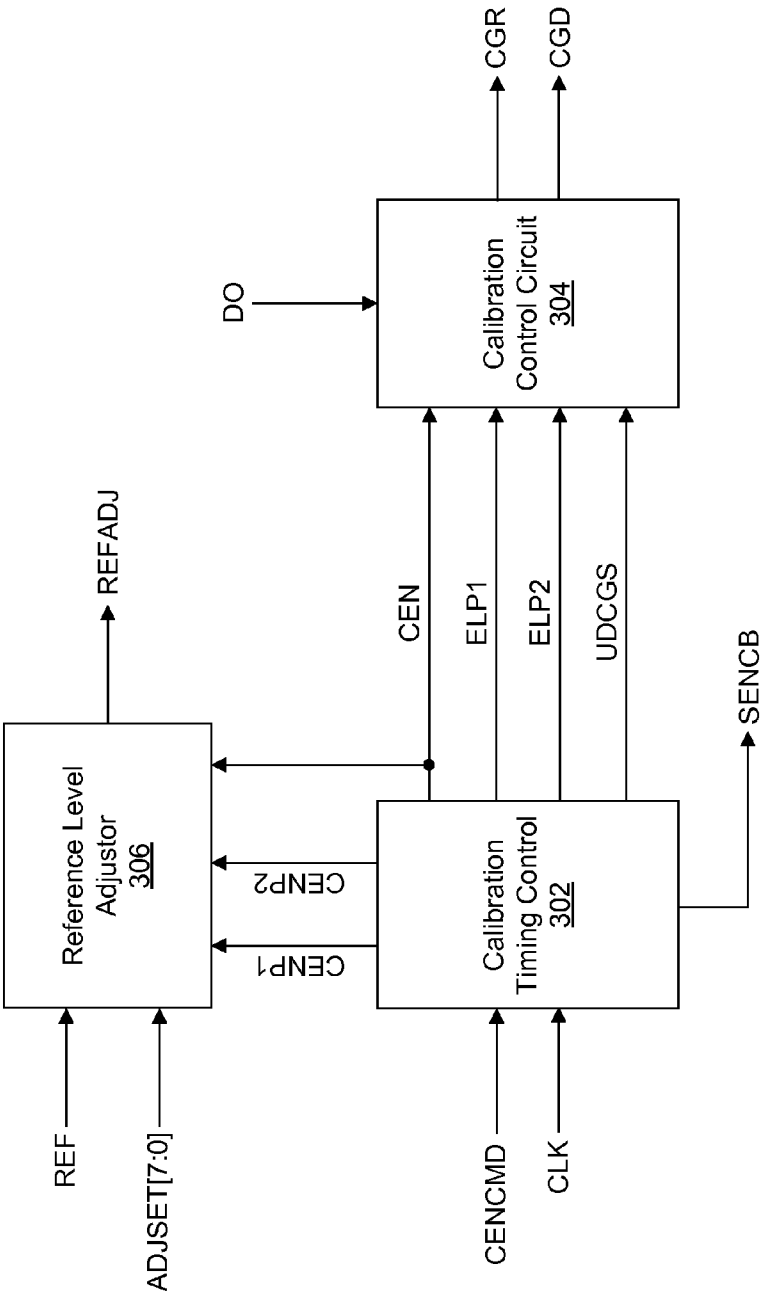 REF
ADJSET[7:0]
Reference Level
Adjustor
306
REFADJ
CENP1
CENP2
CENCMD
CLK
Calibration
Timing Control
302
CEN
ELP1
ELP2
UDCGS
SENCB
DO
Calibration
Control Circuit
304
CGR
CGD